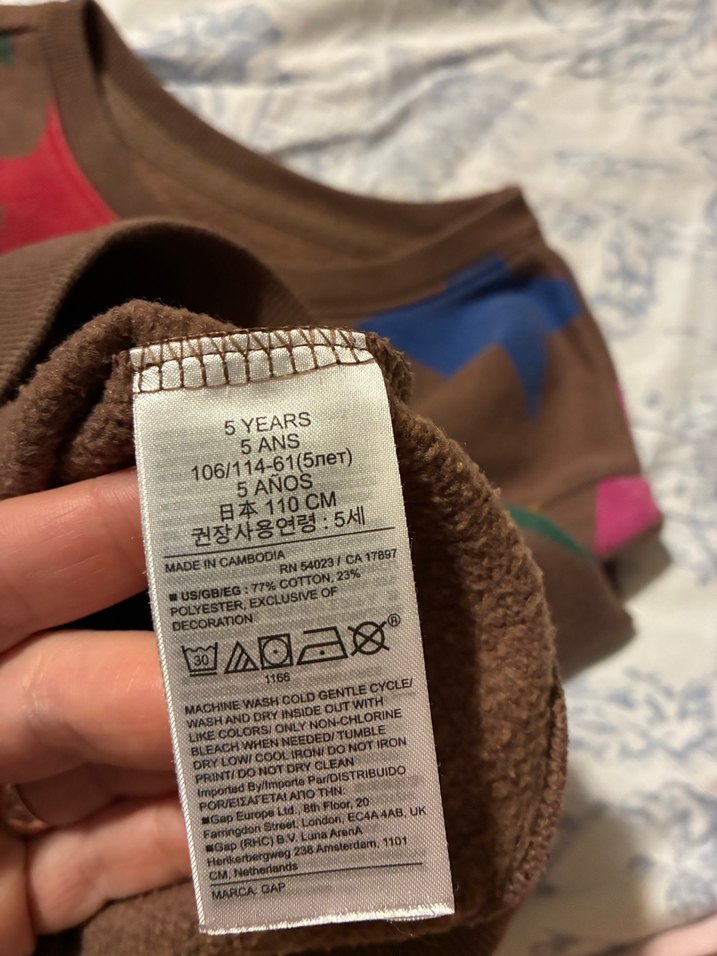 5 YEARS
5 ANS
106/114-61(5лет)
5 AÑOS
日本 110 CM
권장사용연령 : 5세
MADE IN CAMBODIA
RN 54023 / CA 17897
■ US/GB/EG : 77% COTTON, 23%
POLYESTER, EXCLUSIVE OF
DECORATION
30
®
1166
MACHINE WASH COLD GENTLE CYCLE/
WASH AND DRY INSIDE OUT WITH
LIKE COLORS/ ONLY NON-CHLORINE
BLEACH WHEN NEEDED/ TUMBLE
DRY LOW/ COOL IRON/ DO NOT IRON
PRINT/ DO NOT DRY CLEAN
Imported By/Importe Par/DISTRIBUIDO
POR/ΕΙΣΑΓΕΤΑΙ ΑΠΟ ΤΗΝ:
■Gap Europe Ltd., 8th Floor, 20
Farringdon Street, London, EC4A 4AB, UK
■Gap (RHC) B.V. Luna ArenA
Herikerbergweg 238 Amsterdam, 1101
CM, Netherlands
MARCA. GAP